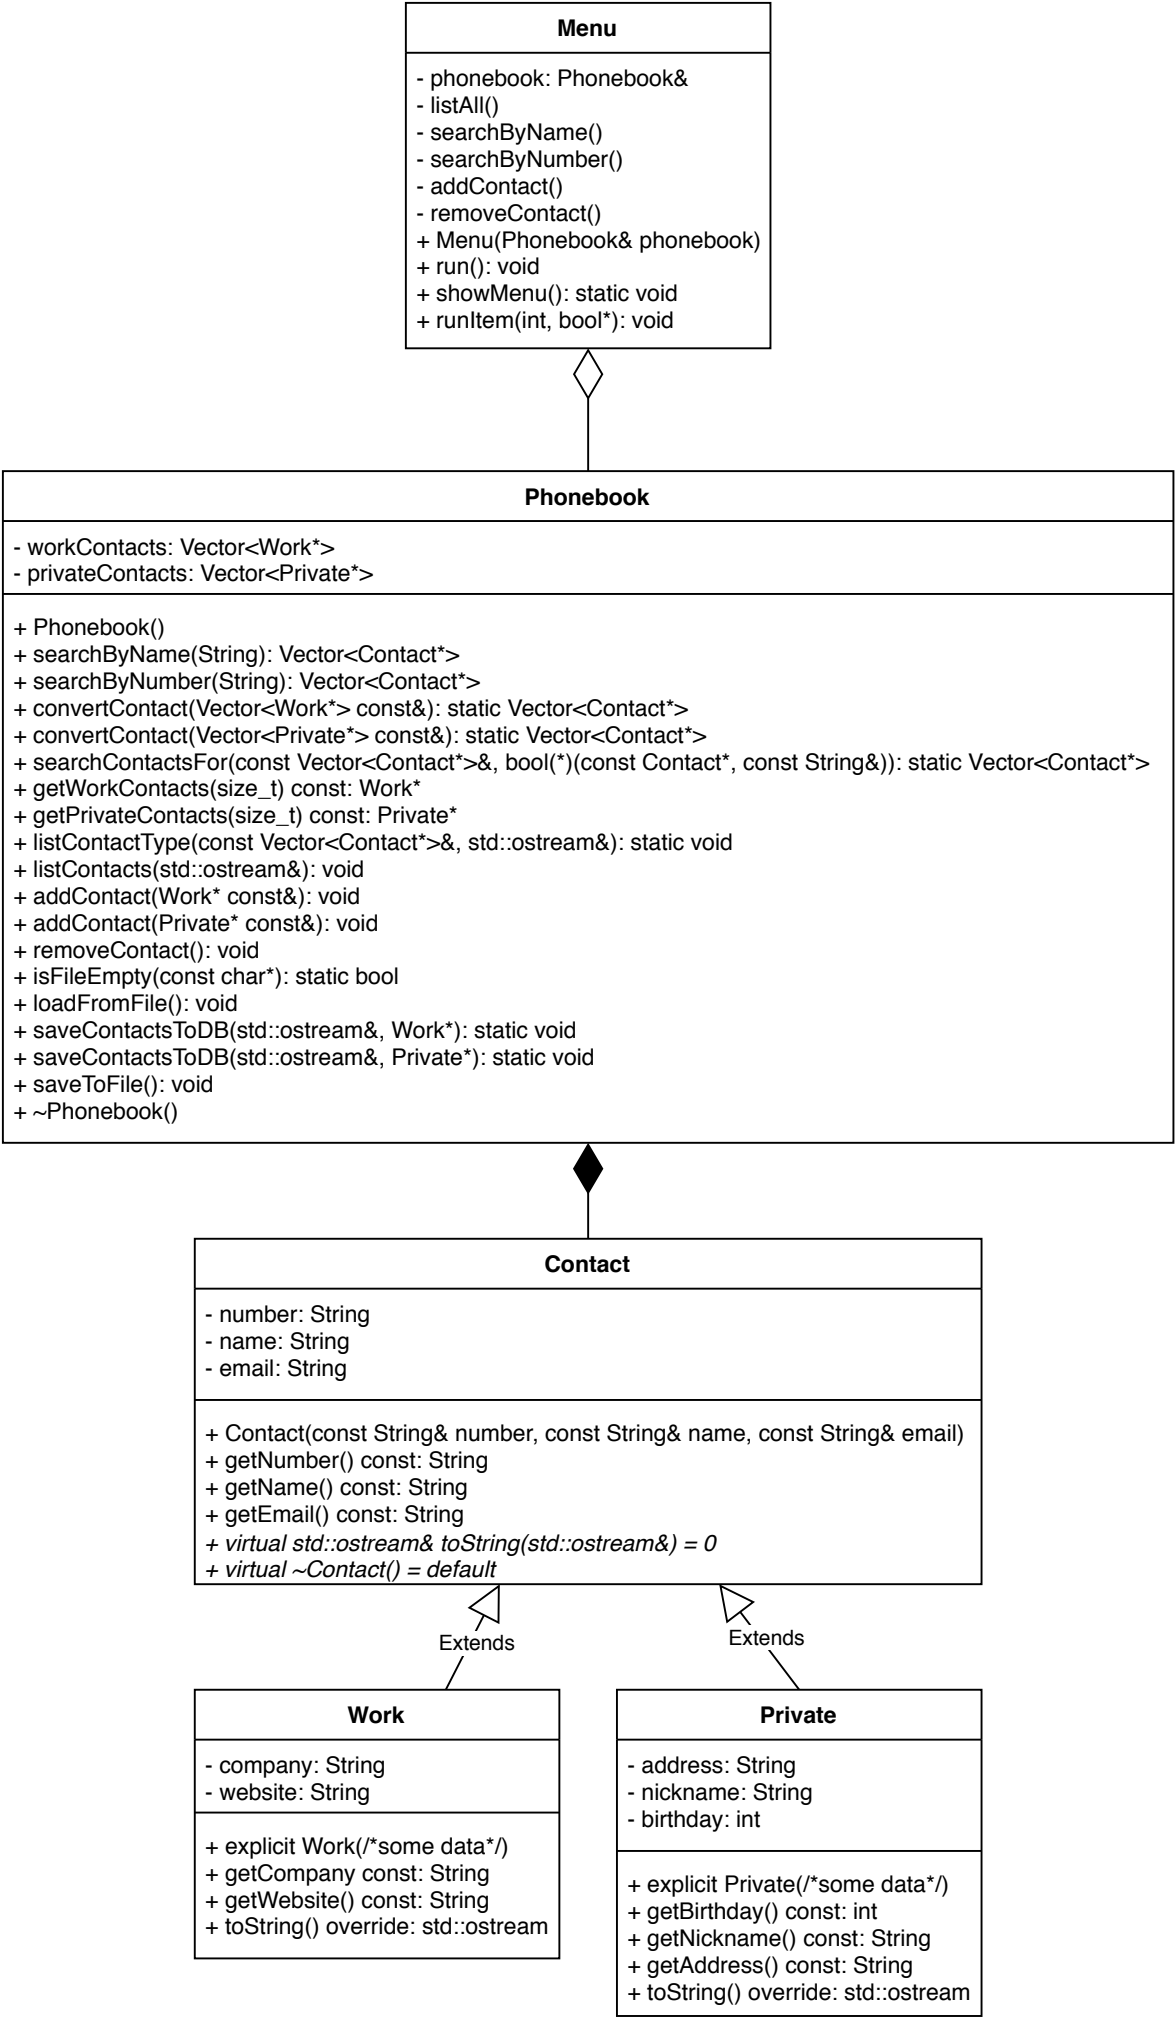 Menu
- phonebook: Phonebook&
- listAll()
- searchByName()
- searchByNumber()
- addContact()
- removeContact()
+ Menu(Phonebook& phonebook)
+ run(): void
+ showMenu(): static void
+ runItem(int, bool*): void
Phonebook
- workContacts: Vector<Work*>
- privateContacts: Vector<Private*>
+ Phonebook()
+ searchByName(String): Vector<Contact*>
+ searchByNumber(String): Vector<Contact*>
+ convertContact(Vector<Work*> const&): static Vector<Contact*>
+ convertContact(Vector<Private*> const&): static Vector<Contact*>
+ searchContactsFor(const Vector<Contact*>&, bool(*)(const Contact*, const String&)): static Vector<Contact*>
+ getWorkContacts(size_t) const: Work*
+ getPrivateContacts(size_t) const: Private*
+ listContactType(const Vector<Contact*>&, std::ostream&): static void
+ listContacts(std::ostream&): void
+ addContact(Work* const&): void
+ addContact(Private* const&): void
+ removeContact(): void
+ isFileEmpty(const char*): static bool
+ loadFromFile(): void
+ saveContactsToDB(std::ostream&, Work*): static void
+ saveContactsToDB(std::ostream&, Private*): static void
+ saveToFile(): void
+ ~Phonebook()
Contact
- number: String
- name: String
- email: String
+ Contact(const String& number, const String& name, const String& email)
+ getNumber() const: String
+ getName() const: String
+ getEmail() const: String
+ virtual std::ostream& toString(std::ostream&) = 0
+ virtual ~Contact() = default
Extends
Extends
Work
- company: String
- website: String
+ explicit Work(/*some data*/)
+ getCompany const: String
+ getWebsite() const: String
+ toString() override: std::ostream
Private
- address: String
- nickname: String
- birthday: int
+ explicit Private(/*some data*/)
+ getBirthday() const: int
+ getNickname() const: String
+ getAddress() const: String
+ toString() override: std::ostream